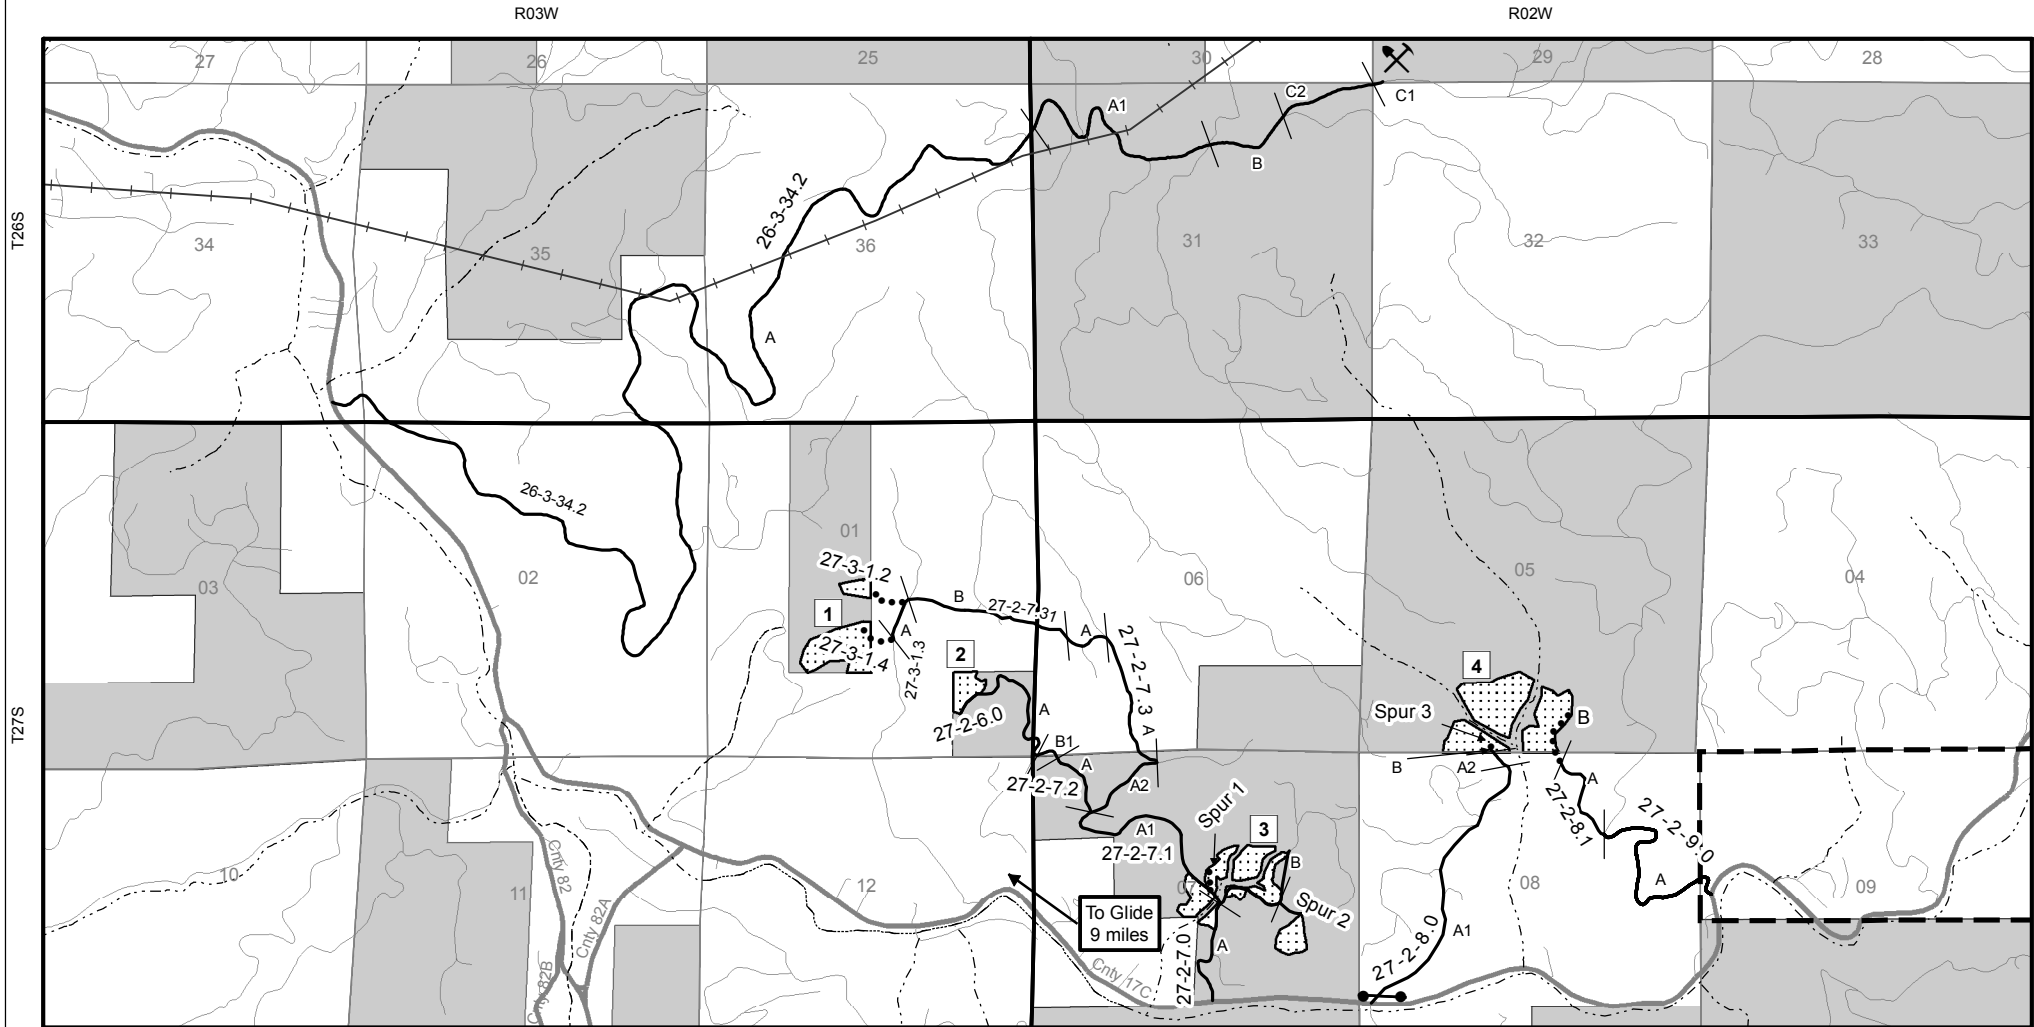 R03W
R02W
27
26
25
30
29
28
A1
C2
C1
B
T26S
34
35
26-3-34.2
36
31
32
33
A
26-3-34.2
01
02
03
27-3-1.2
1
27-3-1.4
A
27-3-1.3
B
27-2-7.31
A
27-2-7.3
A
06
05
04
2
27-2-6.0
A
B1
T27S
4
Spur 3
B
B
A2
A
27-2-8.1
27-2-9.0
A
27-2-7.2
A
A2
A1
27-2-7.1
Spur 1
3
B
07
Spur 2
27-2-7.0
A
10
11
12
08
09
Cnty 82
Cnty 82A
Cnty 82B
To Glide
9 miles
Cnty 17C
27-2-8.0
A1